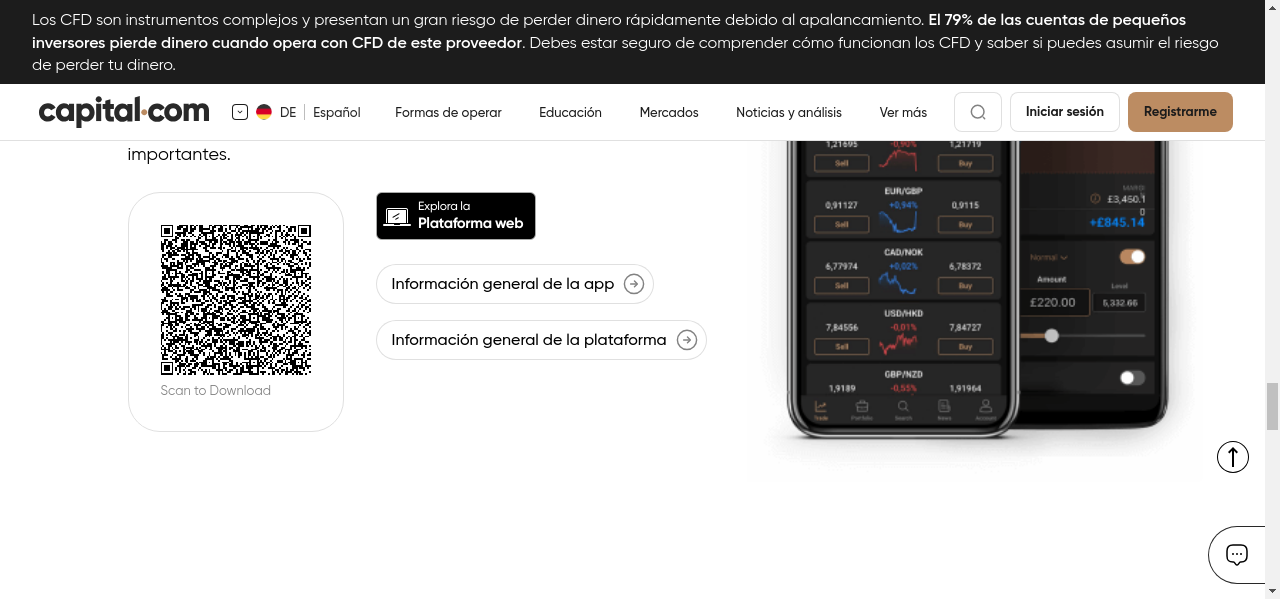 Los CFD son instrumentos complejos y presentan un gran riesgo de perder dinero rápidamente debido al apalancamiento. El 79% de las cuentas de pequeños
inversores pierde dinero cuando opera con CFD de este proveedor. Debes estar seguro de comprender cómo funcionan los CFD y saber si puedes asumir el riesgo
de perder tu dinero.
capital.com DE Español Formas de operar Educación Mercados Noticias y análisis Ver más Iniciar sesión Registrarme
importantes.
Scan to Download
Explora la
Plataforma web
Información general de la app
Información general de la plataforma
1,21695 -0,90% 1,21719
Sell Buy
EUR/GBP
0,91127 +0,94% 0,9115
Sell Buy
CAD/NOK
6,77974 +0,02% 6,78372
Sell Buy
USD/HKD
7,84556 -0,01% 7,84727
Sell Buy
GBP/NZD
1,9189 -0,55% 1,91964
Trade Portfolio Search News Account
£3,450.1
0
+£845.14
Normal
Amount Level
£220.00 5,332.66